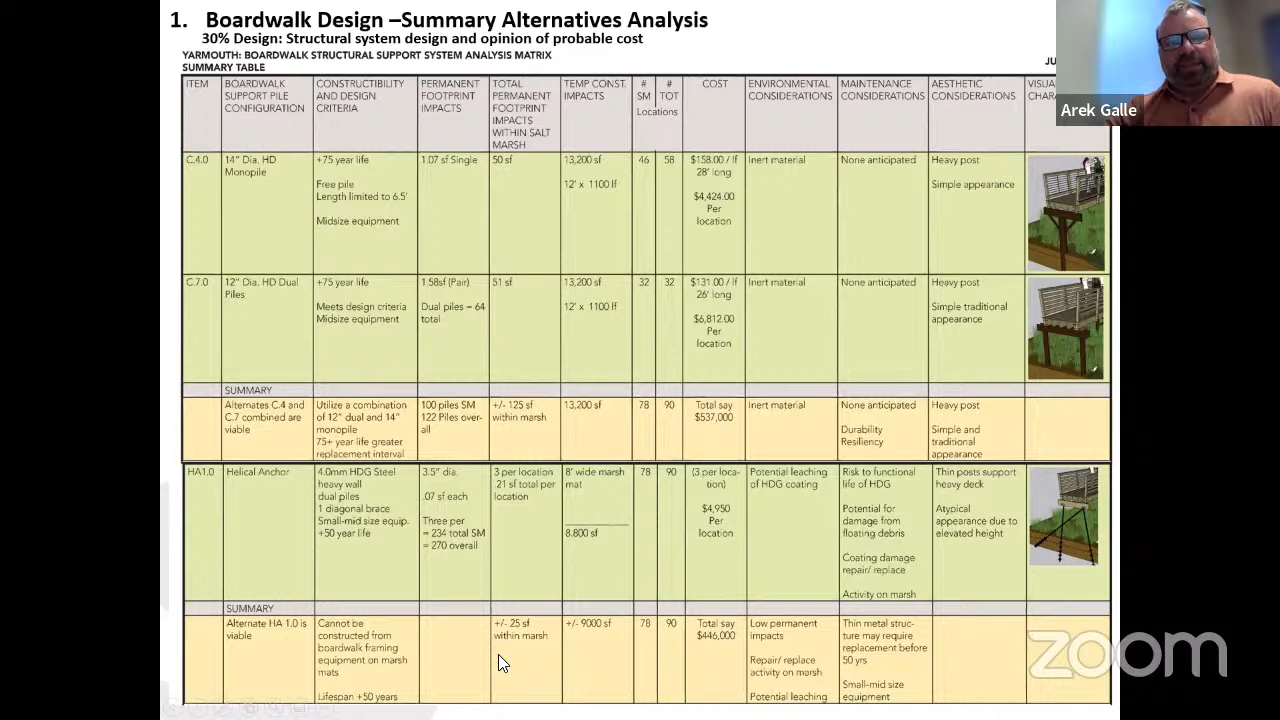 1. Boardwalk Design –Summary Alternatives Analysis
30% Design: Structural system design and opinion of probable cost
YARMOUTH: BOARDWALK STRUCTURAL SUPPORT SYSTEM ANALYSIS MATRIX
SUMMARY TABLE
JU
Arek Galle
ITEM
BOARDWALK
SUPPORT PILE
CONFIGURATION
CONSTRUCTIBILITY
AND DESIGN
CRITERIA
PERMANENT
FOOTPRINT
IMPACTS
TOTAL
PERMANENT
FOOTPRINT
IMPACTS
WITHIN SALT
MARSH
TEMP CONST.
IMPACTS
#
SM
#
TOT
Locations
COST
ENVIRONMENTAL
CONSIDERATIONS
MAINTENANCE
CONSIDERATIONS
AESTHETIC
CONSIDERATIONS
VISUA
CHAR
C.4.0
14" Dia. HD
Monopile
+75 year life
Free pile
Length limited to 6.5'
Midsize equipment
1.07 sf Single
50 sf
13,200 sf
12' x 1100 lf
46
58
$158.00 / lf
28' long
$4,424.00
Per
location
Inert material
None anticipated
Heavy post
Simple appearance
C.7.0
12" Dia. HD Dual
Piles
+75 year life
Meets design criteria
Midsize equipment
1.58sf (Pair)
Dual piles = 64
total
51 sf
13,200 sf
12' x 1100 lf
32
32
$131.00 / lf
26' long
$6,812.00
Per
location
Inert material
None anticipated
Heavy post
Simple traditional
appearance
SUMMARY
Alternates C.4 and
C.7 combined are
viable
Utilize a combination
of 12" dual and 14"
monopile
75+ year life greater
replacement interval
100 piles SM
122 Piles over-
all
+/- 125 sf
within marsh
13,200 sf
78
90
Total say
$537,000
Inert material
None anticipated
Durability
Resiliency
Heavy post
Simple and
traditional
appearance
HA1.0
Helical Anchor
4.0mm HDG Steel
heavy wall
dual piles
1 diagonal brace
Small-mid size equip.
+50 year life
3.5" dia.
.07 sf each
Three per
= 234 total SM
= 270 overall
3 per location
.21 sf total per
location
8' wide marsh
mat
8.800 sf
78
90
(3 per loca-
tion)
$4,950
Per
location
Potential leaching
of HDG coating
Risk to functional
life of HDG
Potential for
damage from
floating debris
Coating damage
repair/ replace
Activity on marsh
Thin posts support
heavy deck
Atypical
appearance due to
elevated height
SUMMARY
Alternate HA 1.0 is
viable
Cannot be
constructed from
boardwalk framing
equipment on marsh
mats
Lifespan +50 years
+/- 25 sf
within marsh
+/- 9000 sf
78
90
Total say
$446,000
Low permanent
impacts
Repair/ replace
activity on marsh
Potential leaching
Thin metal struc-
ture may require
replacement before
50 yrs
Small-mid size
equipment
zoom